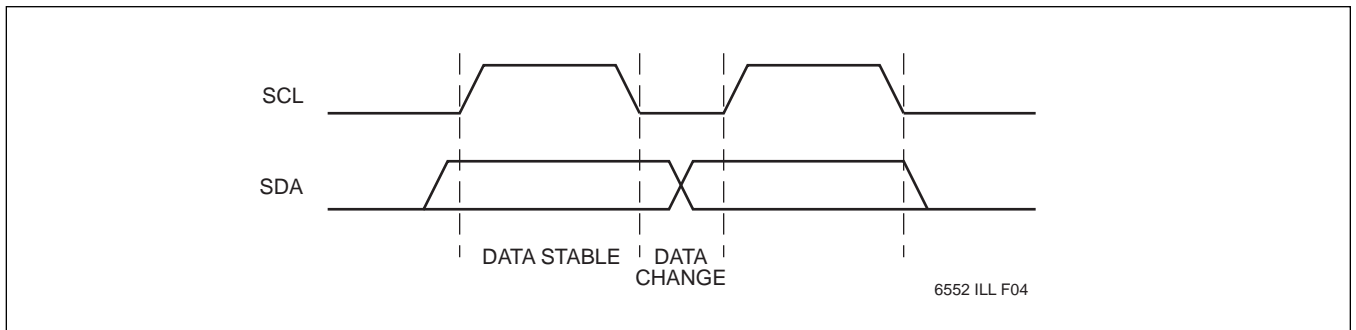 SCL
SDA
DATA STABLE
DATA
CHANGE
6552 ILL F04